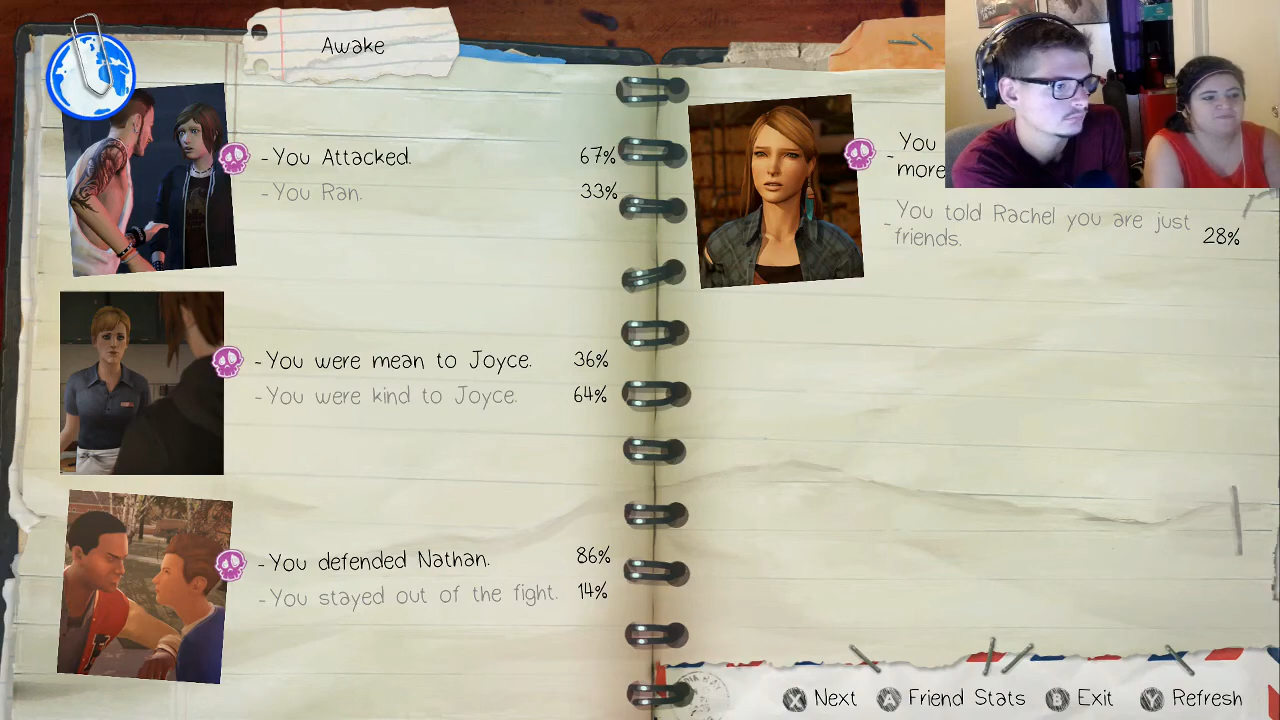 Awake
-You Attacked. 67%
-You Ran. 33%
-You were mean to Joyce. 36%
-You were kind to Joyce. 64%
-You defended Nathan. 86%
-You stayed out of the fight. 14%
-You
more
-You told Rachel you are just
friends. 28%
X Next A Friend Stats B Exit Y Refresh